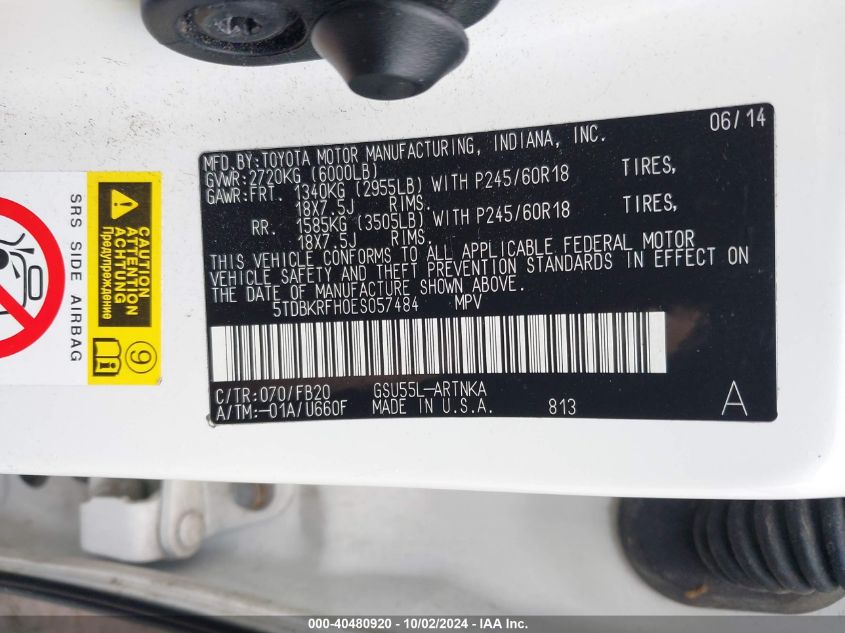 06/14
MFD.BY:TOYOTA MOTOR MANUFACTURING, INDIANA, INC.
GVWR:2720KG (6000LB)
GAWR:FRT. 1340KG (2955LB) WITH P245/60R18 TIRES,
18X7.5J RIMS.
RR. 1585KG (3505LB) WITH P245/60R18 TIRES,
18X7.5J RIMS.
THIS VEHICLE CONFORMS TO ALL APPLICABLE FEDERAL MOTOR
VEHICLE SAFETY AND THEFT PREVENTION STANDARDS IN EFFECT ON
THE DATE OF MANUFACTURE SHOWN ABOVE.
5TDBKRFH0ES057484 MPV
C/TR:070/FB20 GSU55L-ARTNKA
A/TM:-01A/U660F MADE IN U.S.A. 813 A
SRS SIDE AIRBAG
CAUTION
ATTENTION
ACHTUNG
Предупреждение
9
000-40480920 - 10/02/2024 - IAA Inc.